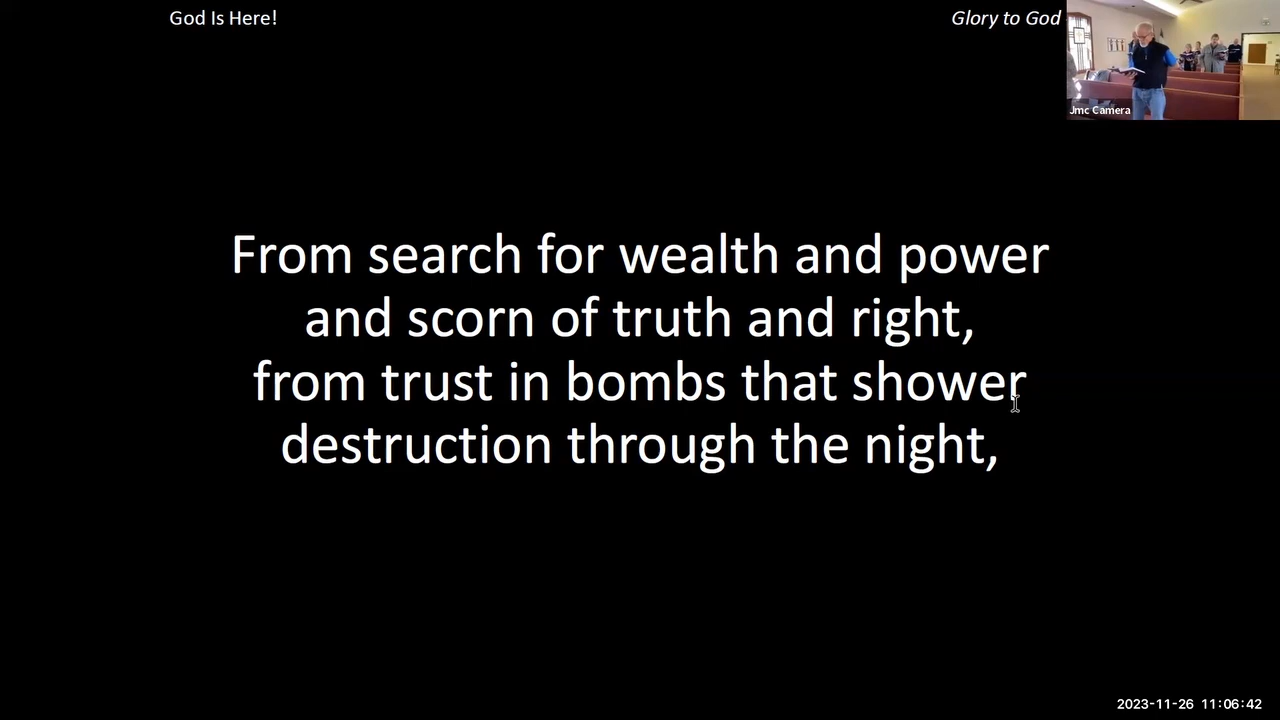 God Is Here!
Glory to God
Jmc Camera
From search for wealth and power
and scorn of truth and right,
from trust in bombs that shower
destruction through the night,
2023-11-26 11:06:42